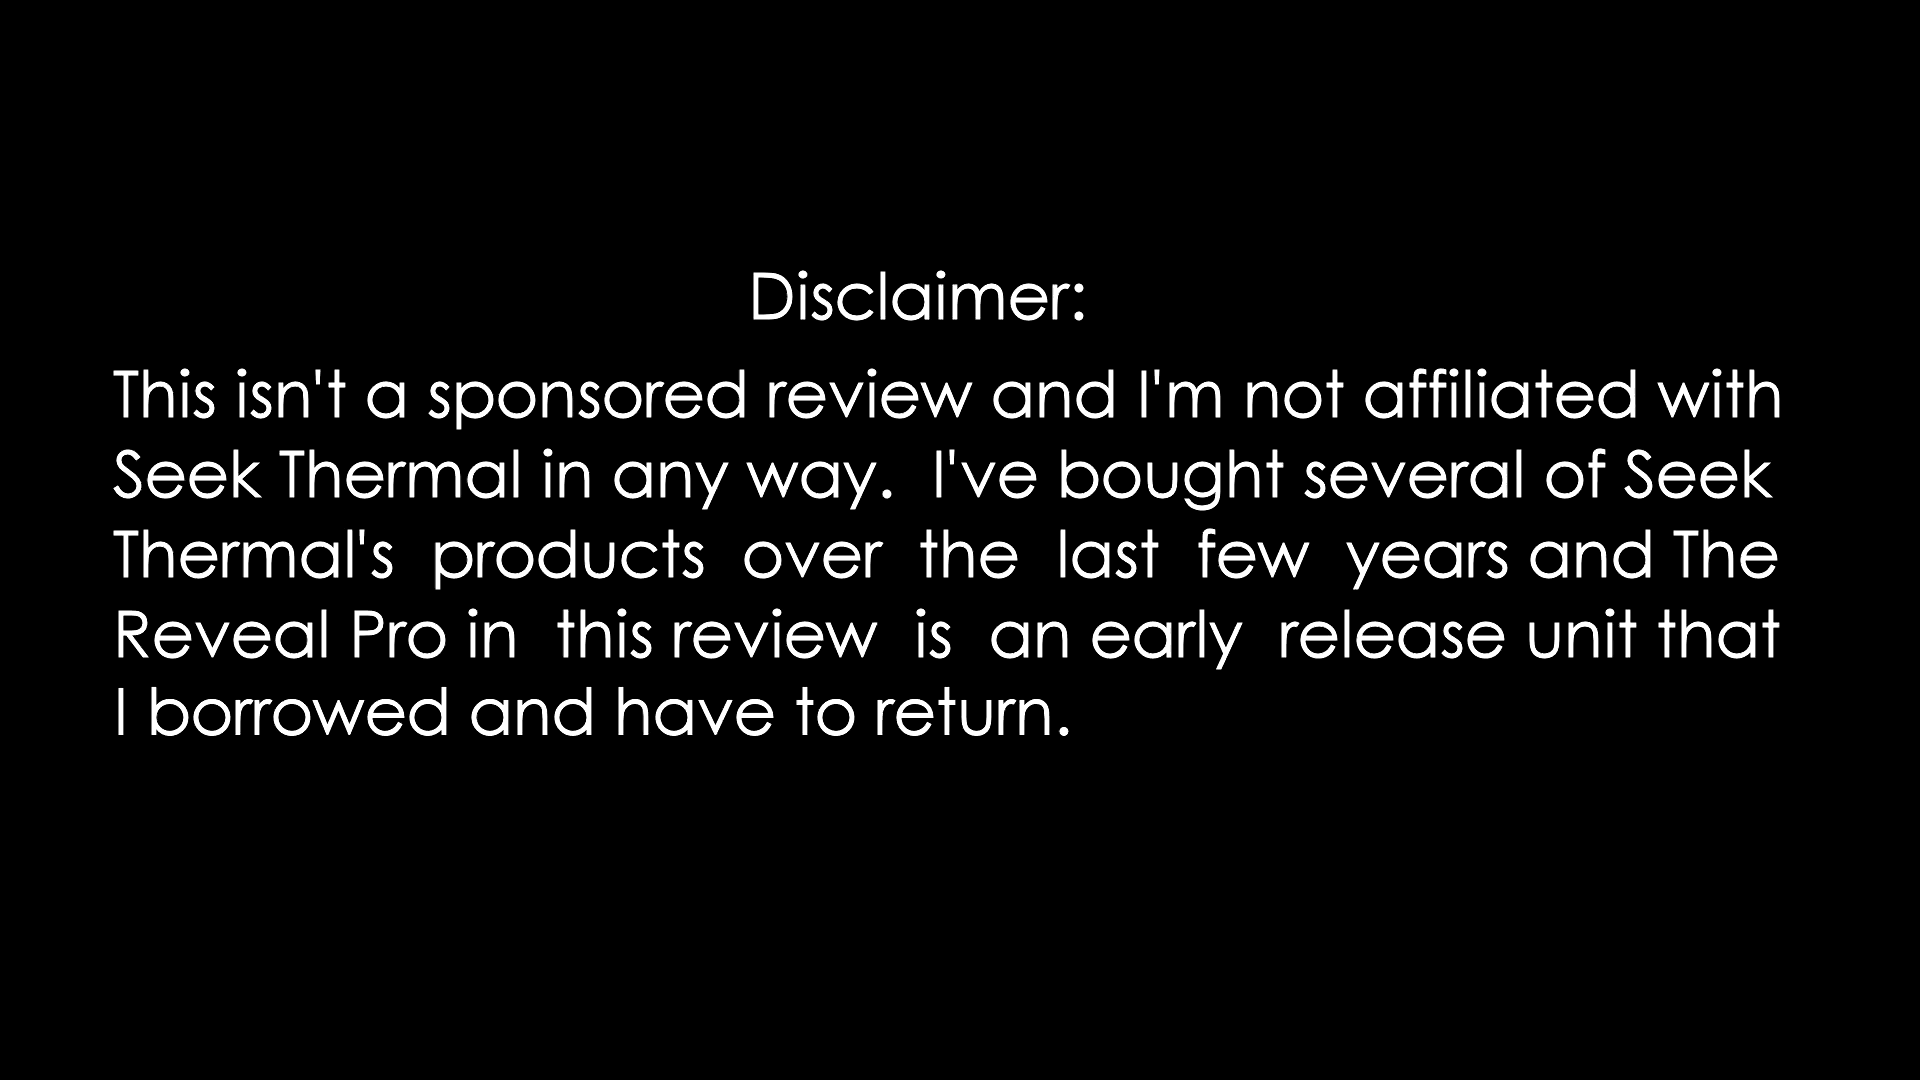 Disclaimer:
This isn't a sponsored review and I'm not affiliated with
Seek Thermal in any way.  I've bought several of Seek
Thermal's  products  over  the  last  few  years and The
Reveal Pro in  this review  is  an early  release unit that
I borrowed and have to return.